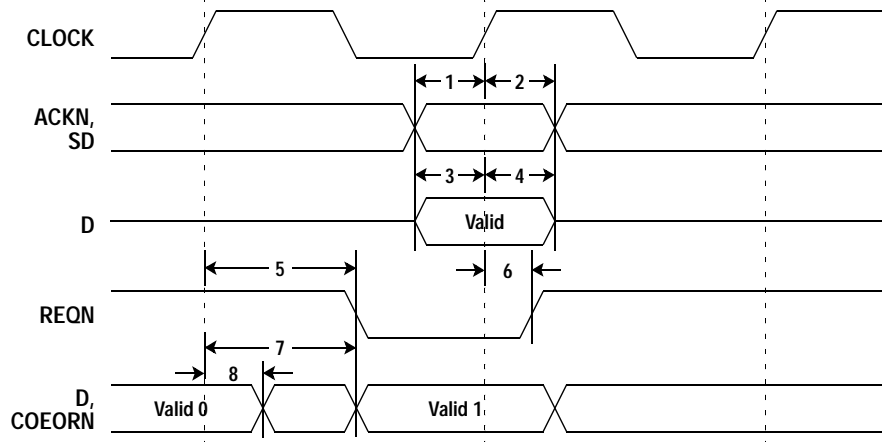 CLOCK
1 2
ACKN,
SD
3 4
D
Valid
5 6
REQN
7
8
D,
COEORN
Valid 0 Valid 1